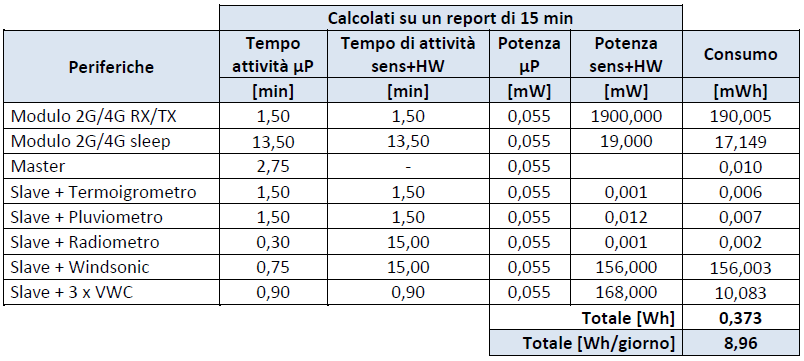 Calcolati su un report di 15 min
Periferiche Tempo attività µP Tempo di attività sens+HW Potenza µP Potenza sens+HW Consumo
[min] [min] [mW] [mW] [mWh]
Modulo 2G/4G RX/TX 1,50 1,50 0,055 1900,000 190,005
Modulo 2G/4G sleep 13,50 13,50 0,055 19,000 17,149
Master 2,75 - 0,055 0,010
Slave + Termoigrometro 1,50 1,50 0,055 0,001 0,006
Slave + Pluviometro 1,50 1,50 0,055 0,012 0,007
Slave + Radiometro 0,30 15,00 0,055 0,001 0,002
Slave + Windsonic 0,75 15,00 0,055 156,000 156,003
Slave + 3 x VWC 0,90 0,90 0,055 168,000 10,083
Totale [Wh] 0,373
Totale [Wh/giorno] 8,96